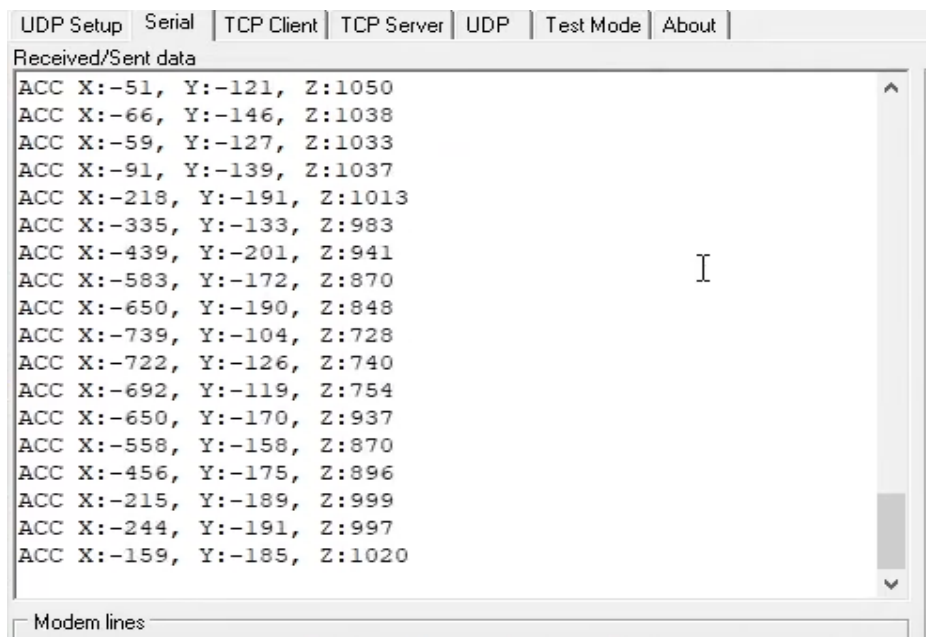 UDP Setup Serial TCP Client TCP Server UDP Test Mode About
Received/Sent data
ACC X:-51, Y:-121, Z:1050
ACC X:-66, Y:-146, Z:1038
ACC X:-59, Y:-127, Z:1033
ACC X:-91, Y:-139, Z:1037
ACC X:-218, Y:-191, Z:1013
ACC X:-335, Y:-133, Z:983
ACC X:-439, Y:-201, Z:941
ACC X:-583, Y:-172, Z:870
ACC X:-650, Y:-190, Z:848
ACC X:-739, Y:-104, Z:728
ACC X:-722, Y:-126, Z:740
ACC X:-692, Y:-119, Z:754
ACC X:-650, Y:-170, Z:937
ACC X:-558, Y:-158, Z:870
ACC X:-456, Y:-175, Z:896
ACC X:-215, Y:-189, Z:999
ACC X:-244, Y:-191, Z:997
ACC X:-159, Y:-185, Z:1020
Modem lines